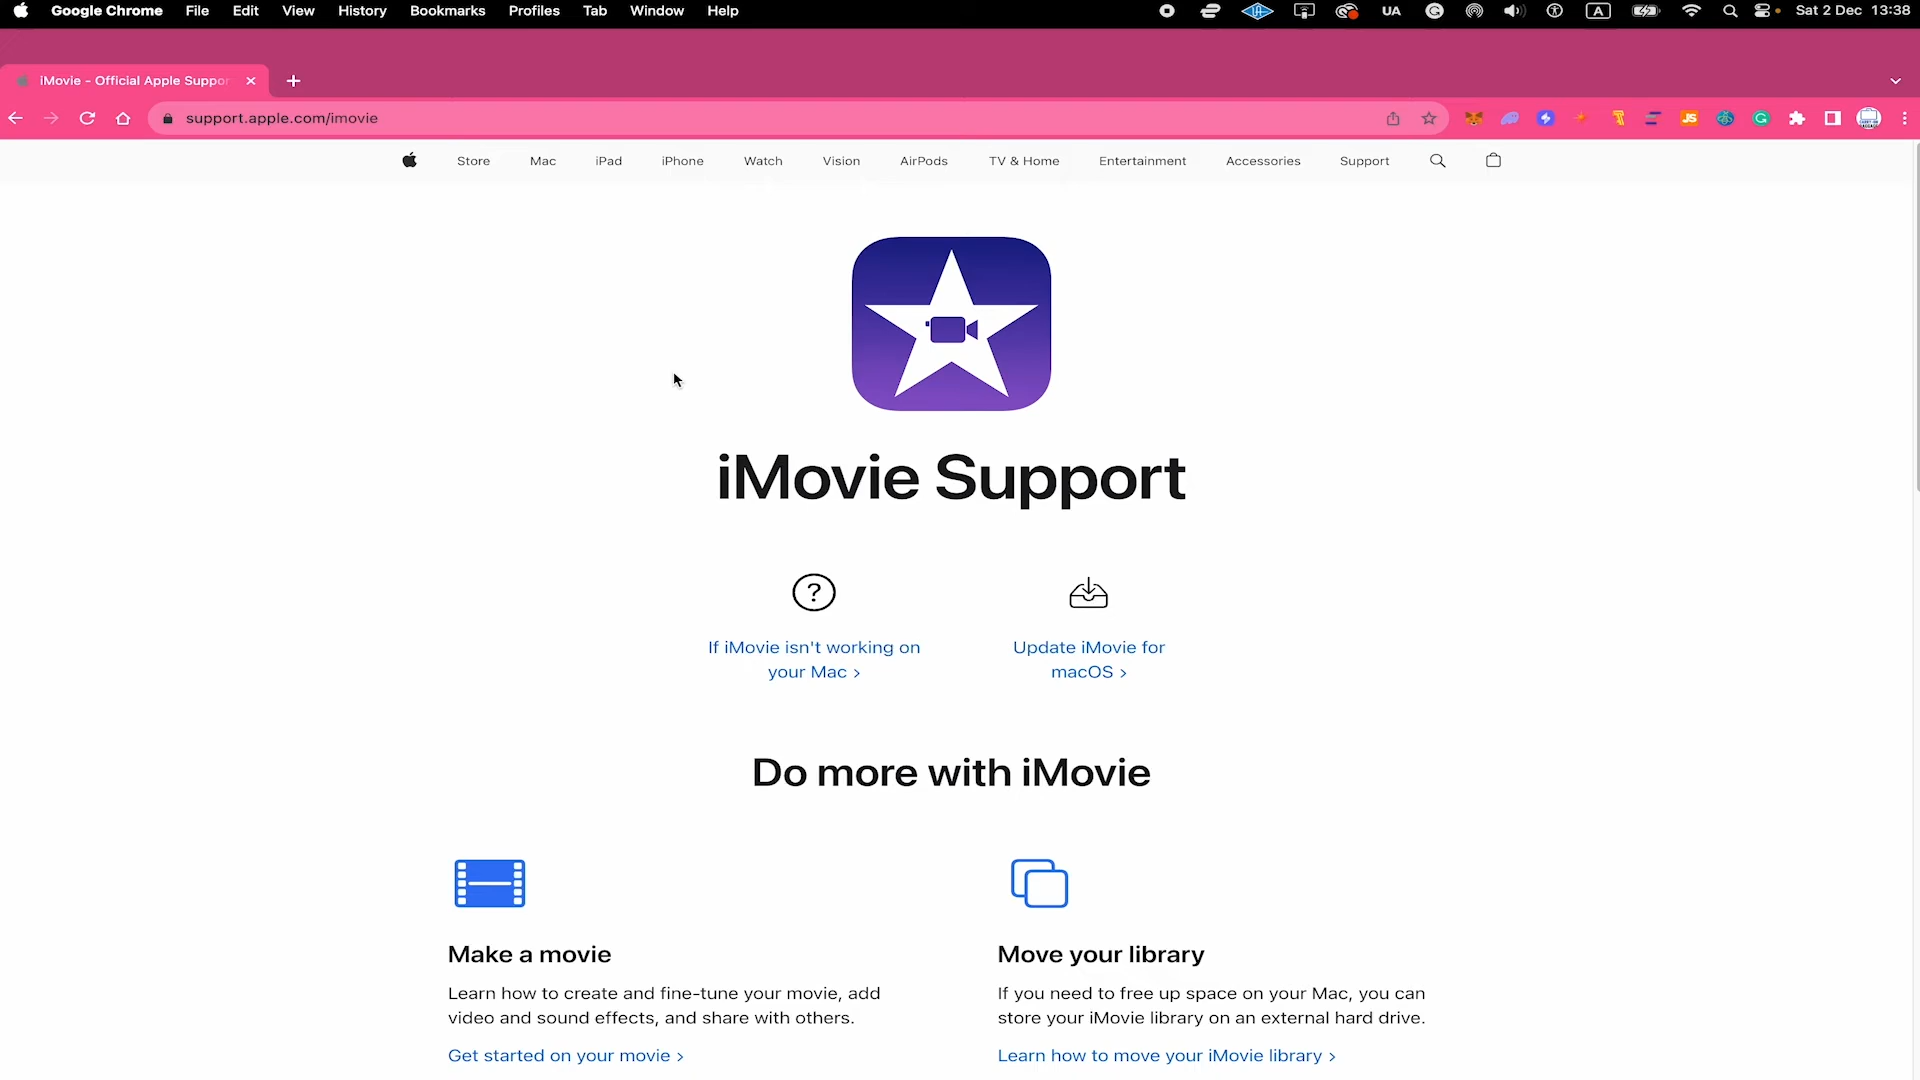 Google Chrome File Edit View History Bookmarks Profiles Tab Window Help UA A Sat 2 Dec 13:38
iMovie - Official Apple Suppor
support.apple.com/imovie JS
Store Mac iPad iPhone Watch Vision AirPods TV & Home Entertainment Accessories Support
iMovie Support
?
If iMovie isn't working on
your Mac >
Update iMovie for
macOS >
Do more with iMovie
Make a movie
Learn how to create and fine-tune your movie, add
video and sound effects, and share with others.
Get started on your movie >
Move your library
If you need to free up space on your Mac, you can
store your iMovie library on an external hard drive.
Learn how to move your iMovie library >